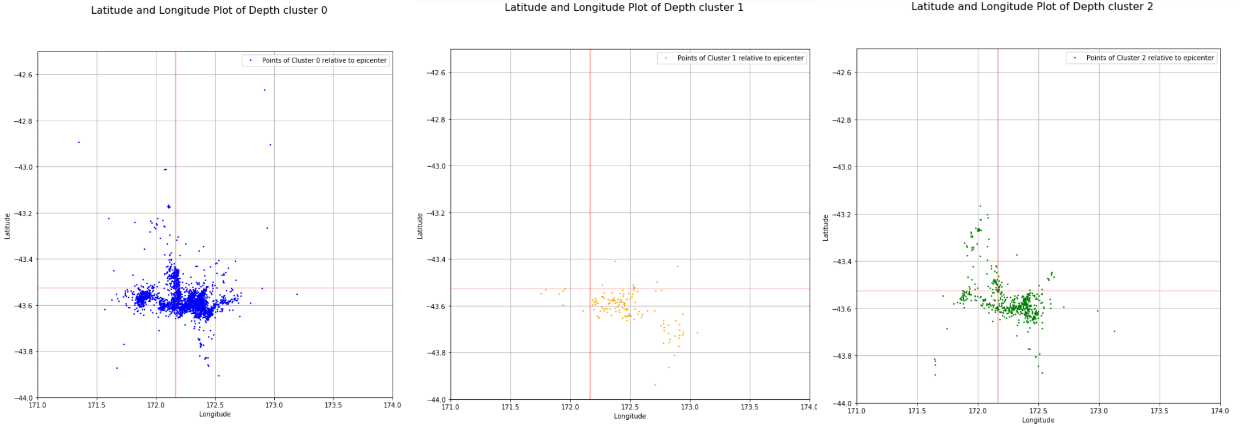 Latitude and Longitude Plot of Depth cluster 0
Points of Cluster 0 relative to epicenter
Latitude
−42.6
−42.8
−43.0
−43.2
−43.4
−43.6
−43.8
−44.0
171.0 171.5 172.0 172.5 173.0 173.5 174.0
Longitude
Latitude and Longitude Plot of Depth cluster 1
Points of Cluster 1 relative to epicenter
Latitude
−42.6
−42.8
−43.0
−43.2
−43.4
−43.6
−43.8
−44.0
171.0 171.5 172.0 172.5 173.0 173.5 174.0
Longitude
Latitude and Longitude Plot of Depth cluster 2
Points of Cluster 2 relative to epicenter
Latitude
−42.6
−42.8
−43.0
−43.2
−43.4
−43.6
−43.8
−44.0
171.0 171.5 172.0 172.5 173.0 173.5 174.0
Longitude